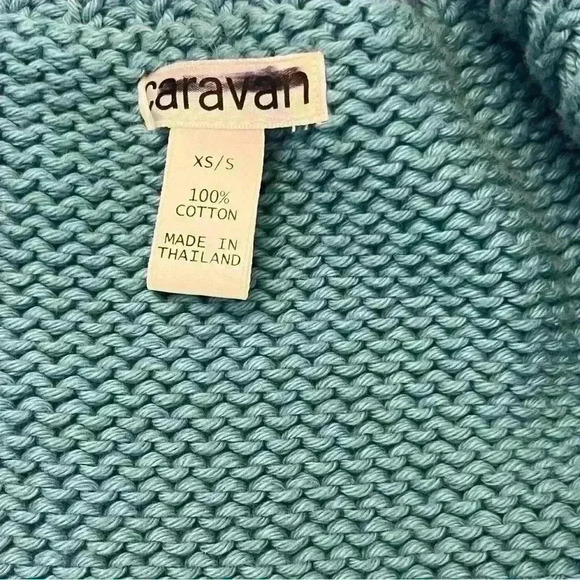 caravan
XS/S
100%
COTTON
MADE IN
THAILAND